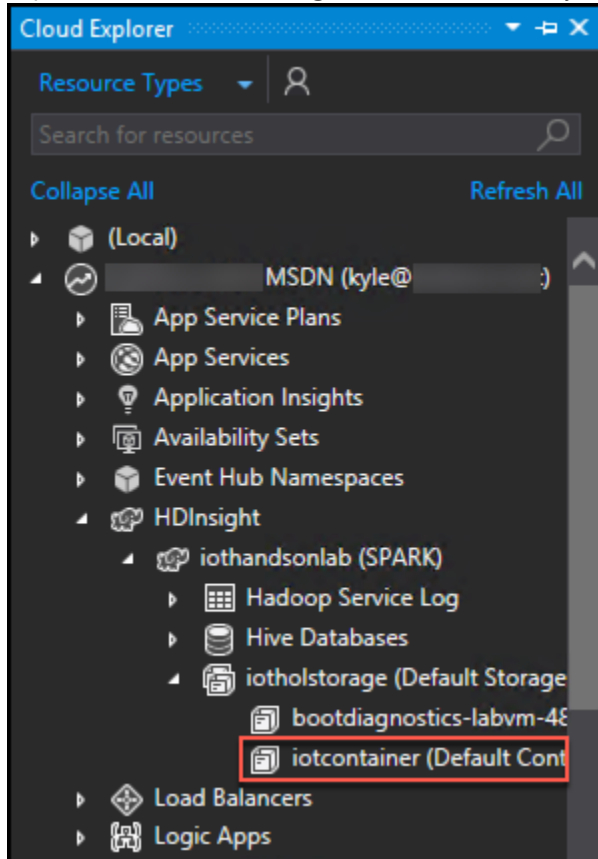 Cloud Explorer
Resource Types
Search for resources
Collapse All Refresh All
(Local)
MSDN (kyle@ :)
App Service Plans
App Services
Application Insights
Availability Sets
Event Hub Namespaces
HDInsight
iothandsonlab (SPARK)
Hadoop Service Log
Hive Databases
iotholstorage (Default Storage
bootdiagnostics-labvm-48
iotcontainer (Default Cont
Load Balancers
Logic Apps